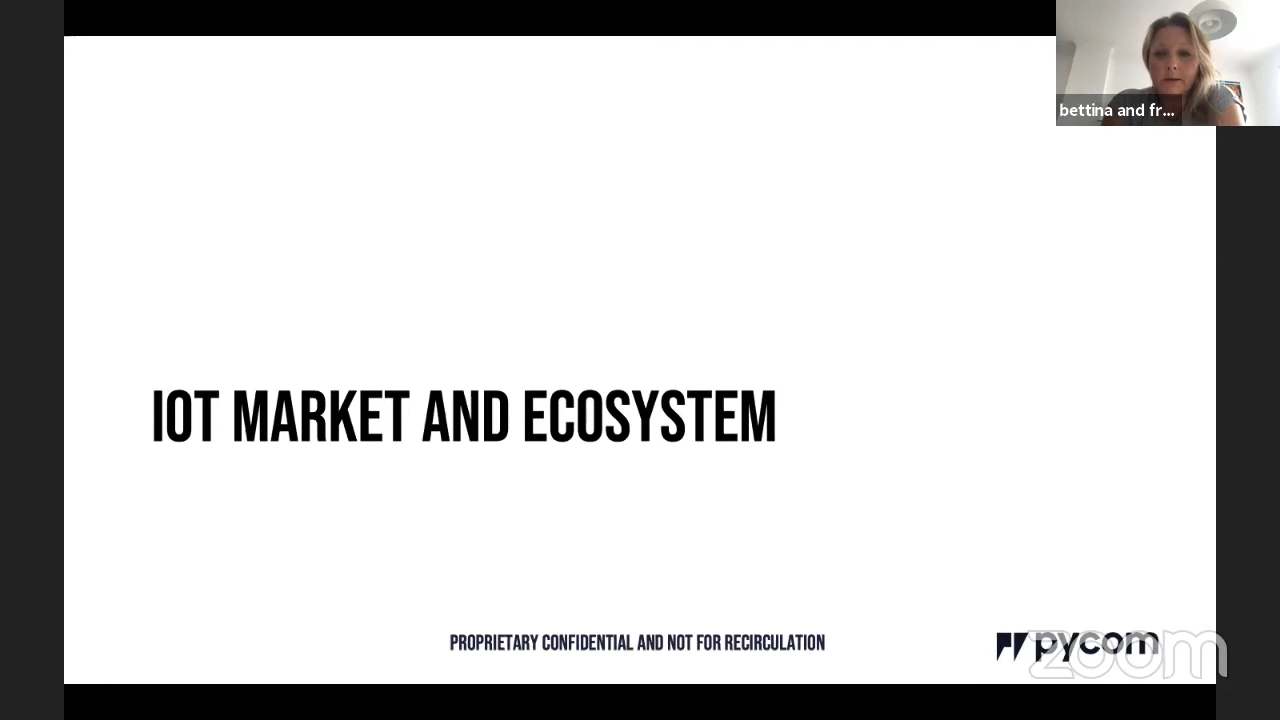 bettina and fr...
IOT MARKET AND ECOSYSTEM
PROPRIETARY CONFIDENTIAL AND NOT FOR RECIRCULATION
pycom
zoom